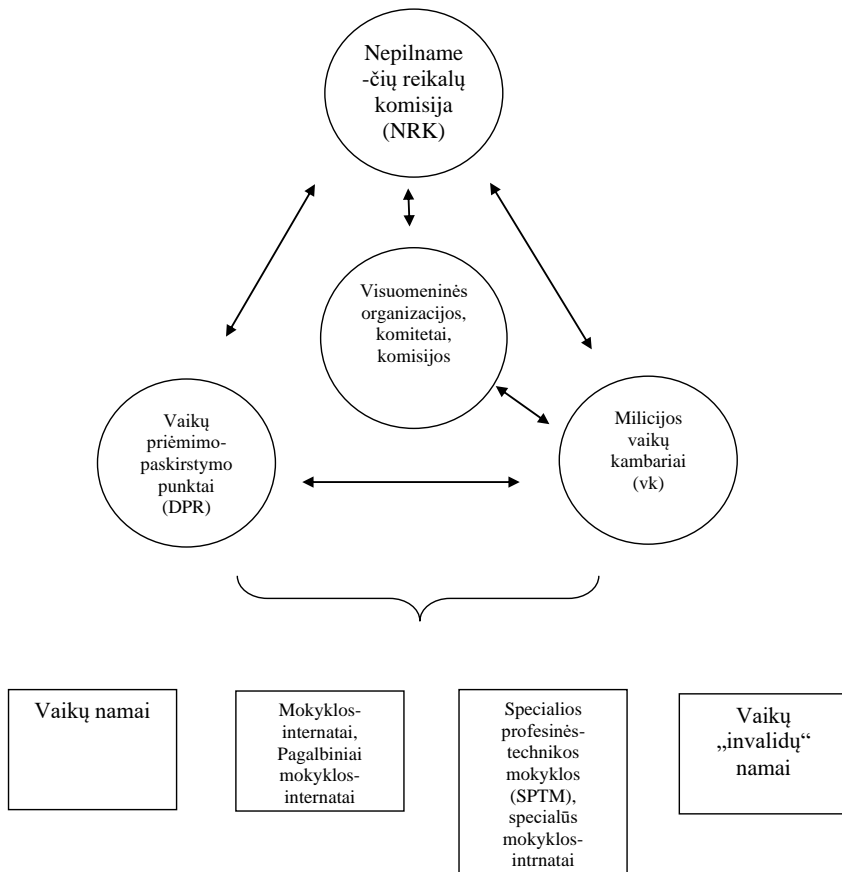 Nepilname
-čių reikalų
komisija
(NRK)
Visuomeninės
organizacijos,
komitetai,
komisijos
Vaikų
priėmimo-
paskirstymo
punktai
(DPR)
Milicijos
vaikų
kambariai
(vk)
Vaikų namai
Mokyklos-
internatai,
Pagalbiniai
mokyklos-
internatai
Specialios
profesinės-
technikos
mokyklos
(SPTM),
specialūs
mokyklos-
intrnatai
Vaikų
„invalidų“
namai